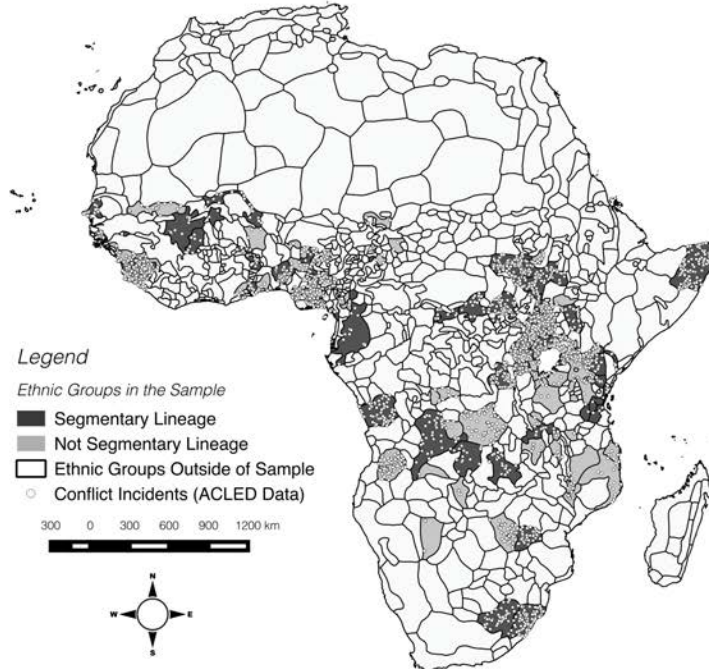 Legend
Ethnic Groups in the Sample
Segmentary Lineage
Not Segmentary Lineage
Ethnic Groups Outside of Sample
Conflict Incidents (ACLED Data)
300 0 300 600 900 1200 km
N
W E
S